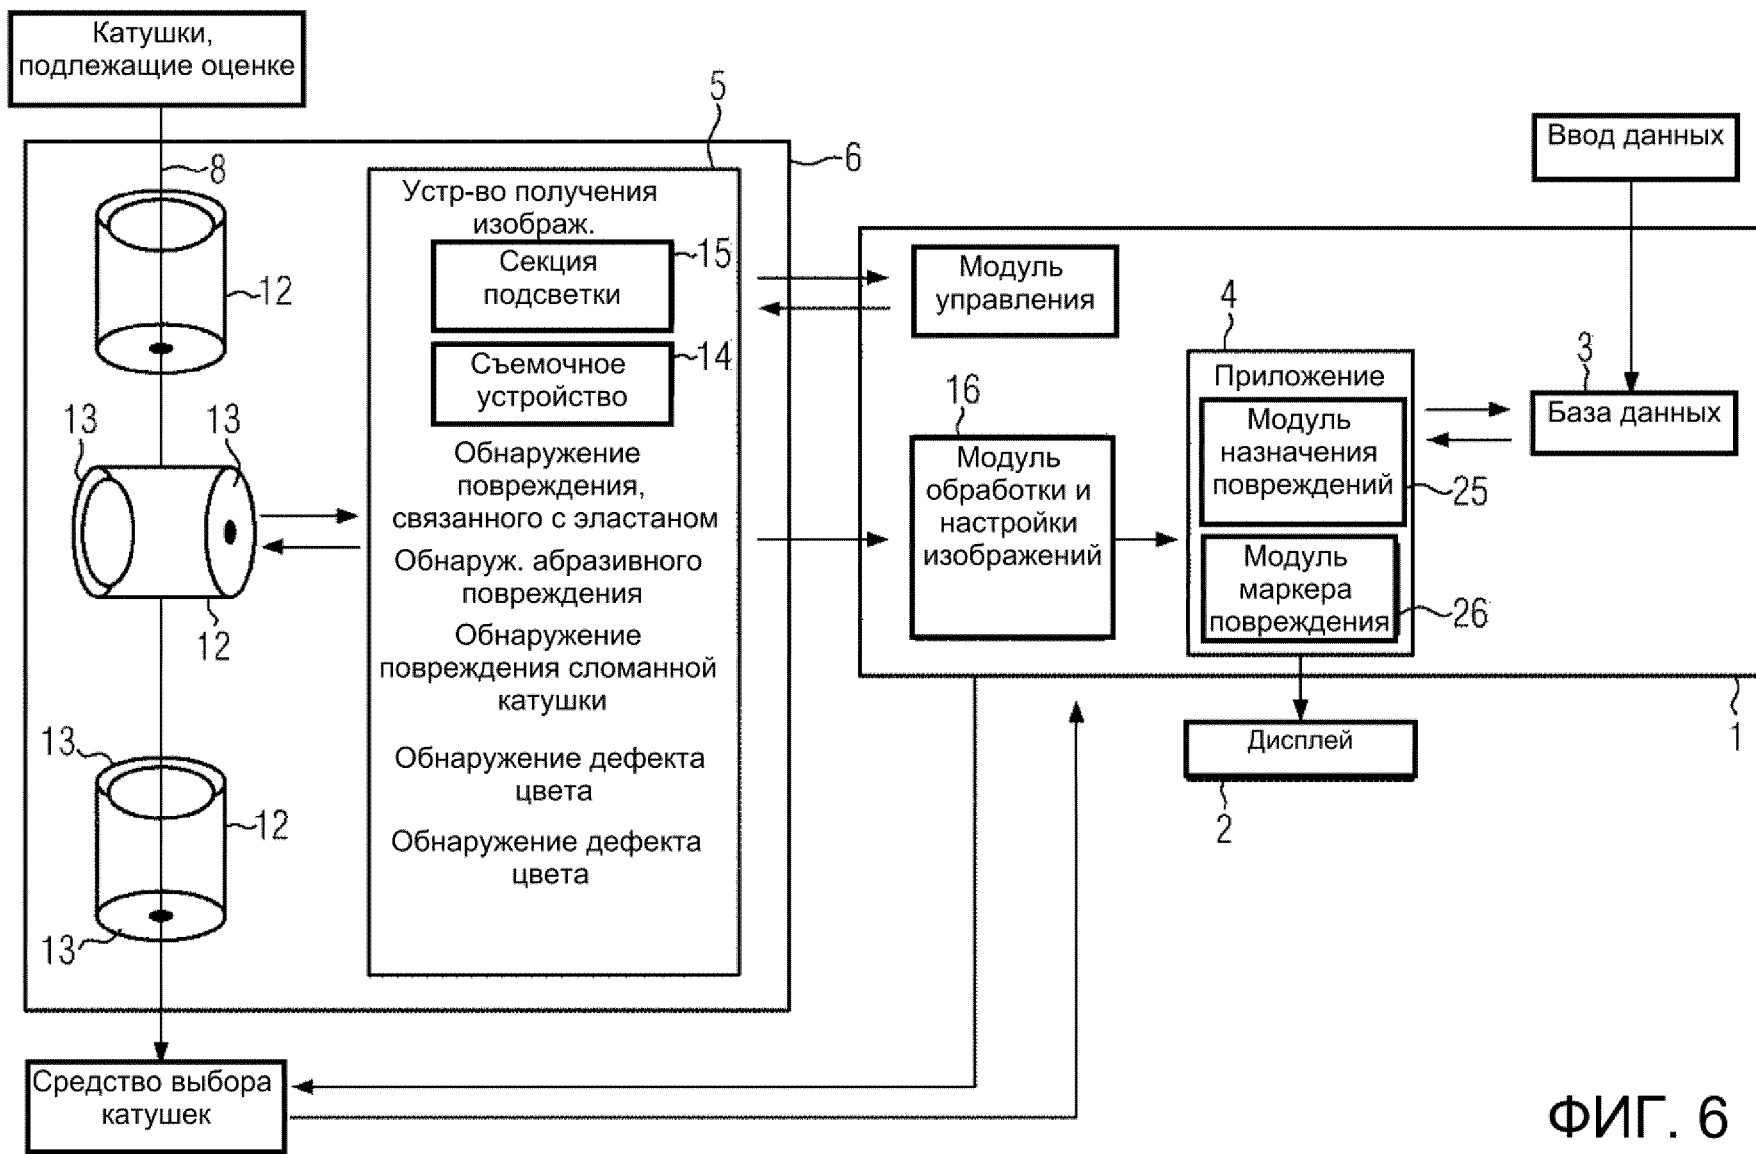 Катушки,
подлежащие оценке
5
8
6
Устр-во получения
изображ.
Секция
подсветки
15
Съемочное
устройство
14
12
13
13
12
13
12
13
Обнаружение
повреждения,
связанного с эластаном
Обнаруж. абразивного
повреждения
Обнаружение
повреждения сломанной
катушки
Обнаружение дефекта
цвета
Обнаружение дефекта
цвета
Ввод данных
Модуль
управления
16
Модуль
обработки и
настройки
изображений
4
Приложение
Модуль
назначения
повреждений
25
Модуль
маркера
повреждения
26
3
База данных
1
Дисплей
2
Средство выбора
катушек
ФИГ. 6